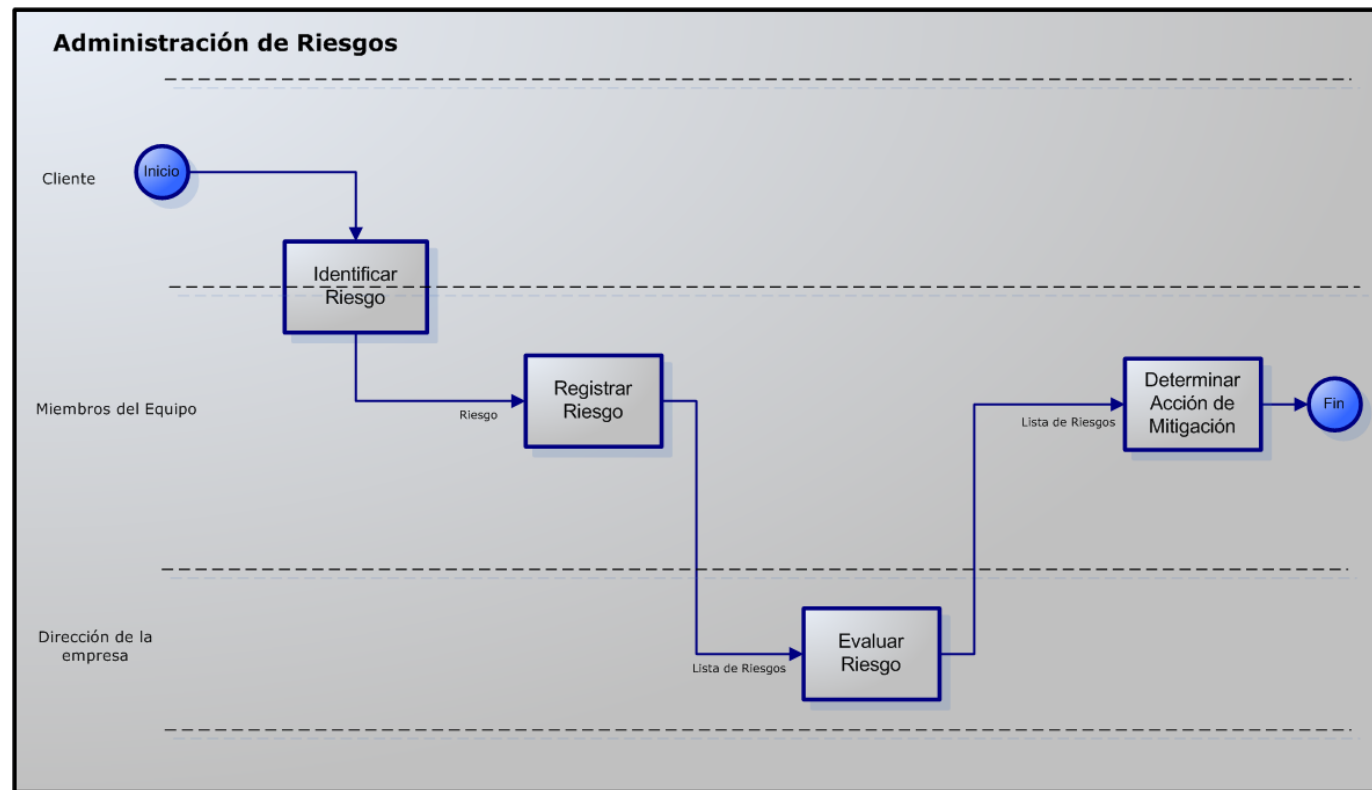 Administración de Riesgos
Cliente
Inicio
Identificar
Riesgo
Miembros del Equipo
Riesgo
Registrar
Riesgo
Lista de Riesgos
Determinar
Acción de
Mitigación
Fin
Dirección de la
empresa
Lista de Riesgos
Evaluar
Riesgo